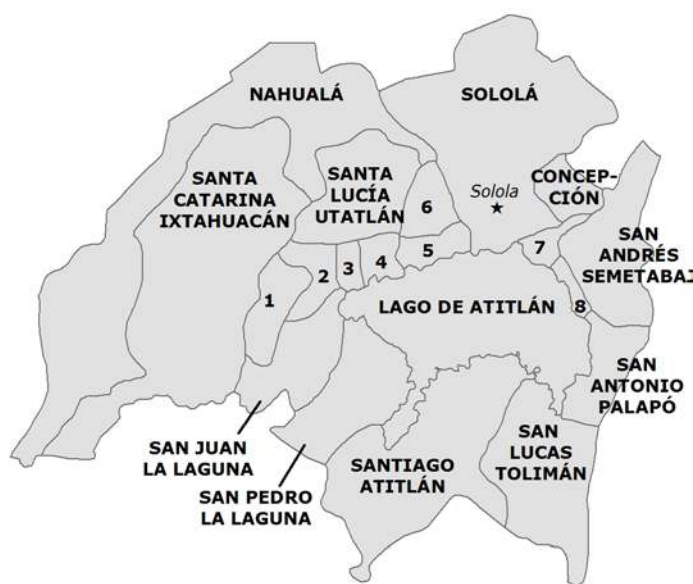 NAHUALÁ
SOLOLÁ
SANTA
CATARINA
IXTAHUACÁN
SANTA
LUCÍA
UTATLÁN
6
Solola
CONCEP-
CIÓN
SAN
ANDRÉS
SEMETABAJ
1
2
3
4
5
7
8
LAGO DE ATITLÁN
SAN
ANTONIO
PALAPÓ
SAN JUAN
LA LAGUNA
SAN PEDRO
LA LAGUNA
SANTIAGO
ATITLÁN
SAN
LUCAS
TOLIMÁN